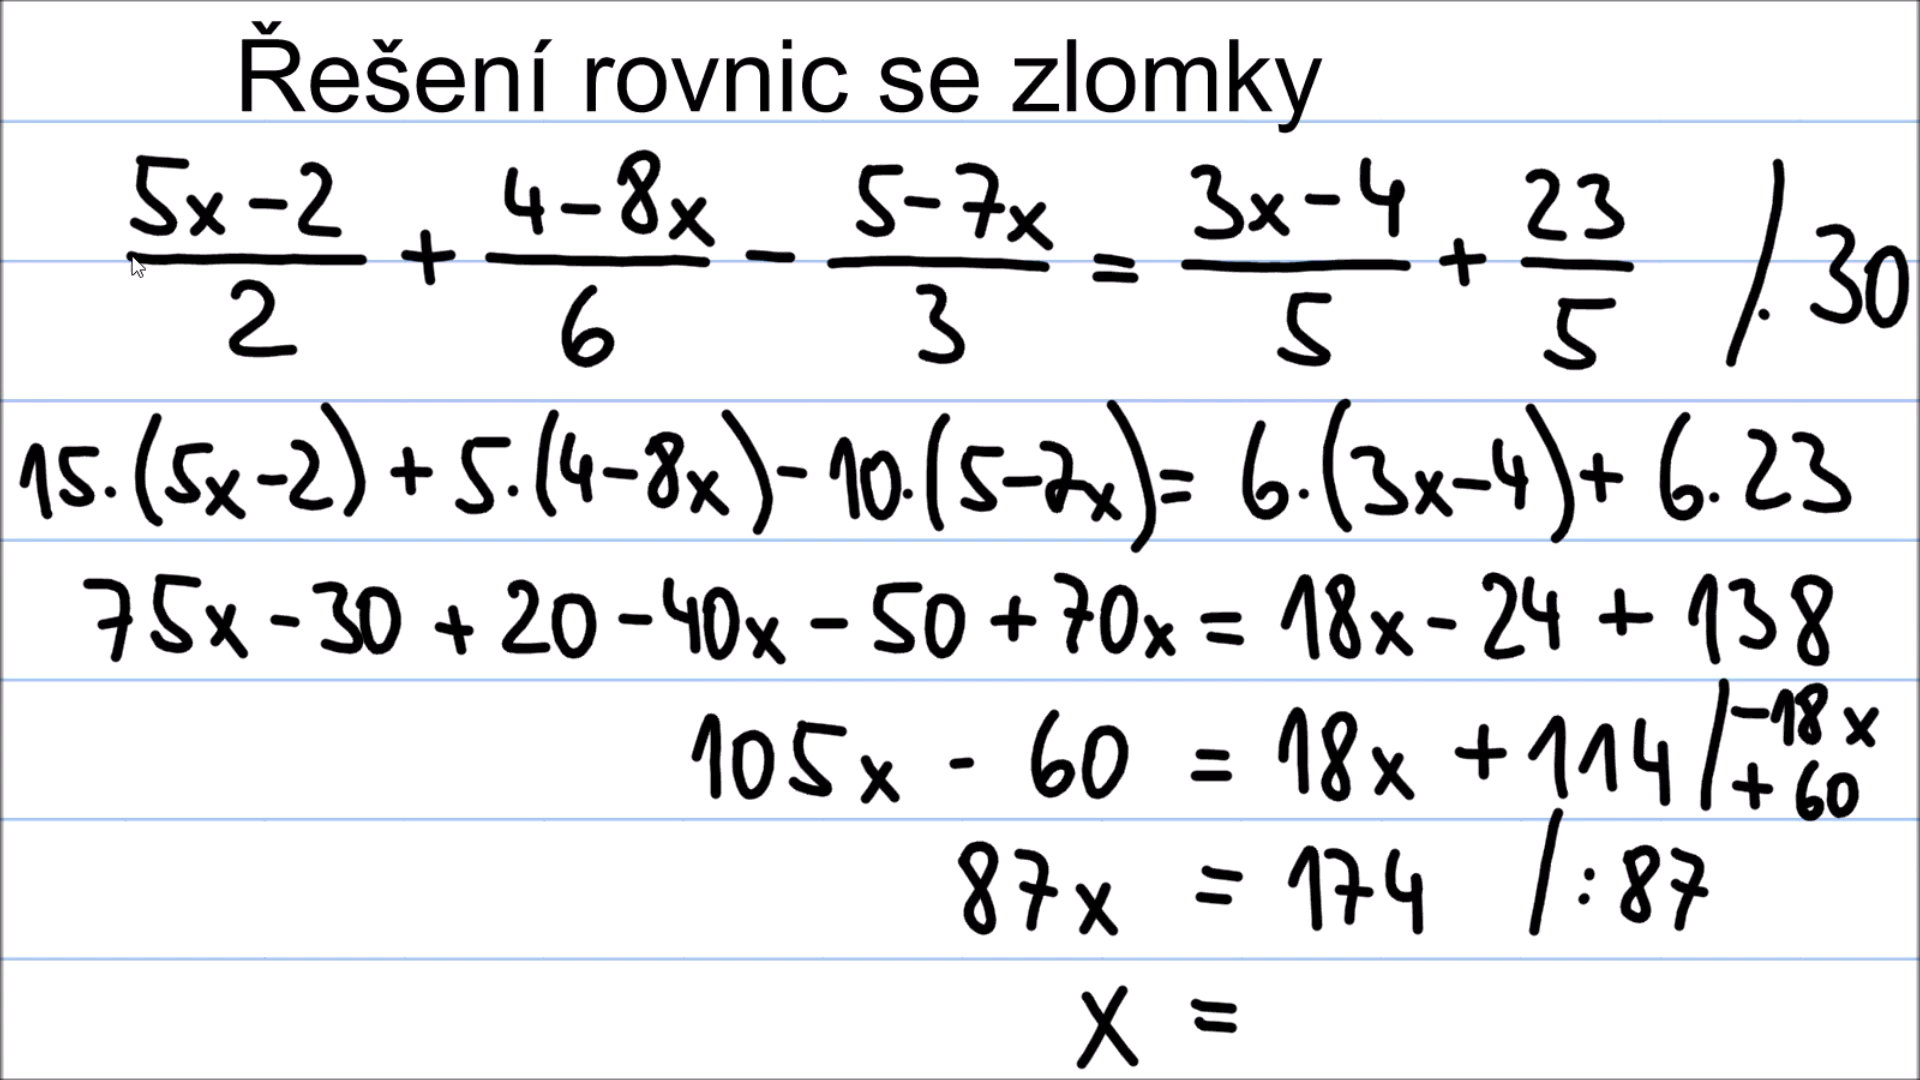 Řešení rovnic se zlomky
(5x-2)/2 + (4-8x)/6 - (5-7x)/3 = (3x-4)/5 + 23/5 /.30
15.(5x-2)+5.(4-8x)-10.(5-7x)=6.(3x-4)+6.23
75x-30+20-40x-50+70x=18x-24+138
105x-60=18x+114/-18x +60
87x=174 /:87
x=